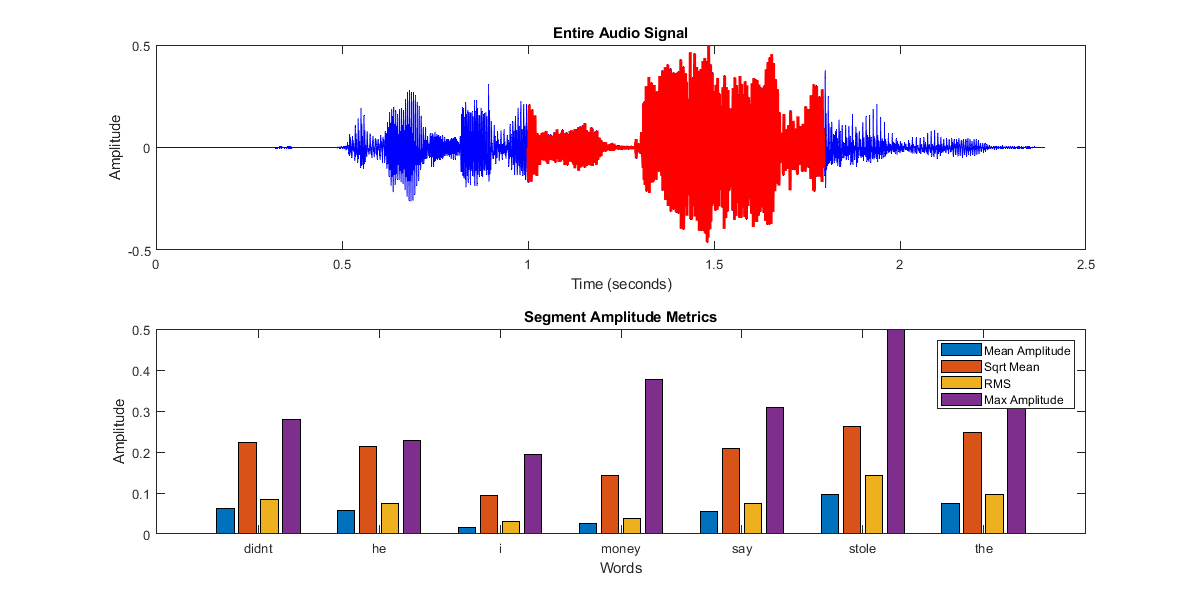 Entire Audio Signal
0.5
0
-0.5
Amplitude
0 0.5 1 1.5 2 2.5
Time (seconds)
Segment Amplitude Metrics
0.5
0.4
0.3
0.2
0.1
0
Amplitude
Mean Amplitude
Sqrt Mean
RMS
Max Amplitude
didnt he i money say stole the
Words